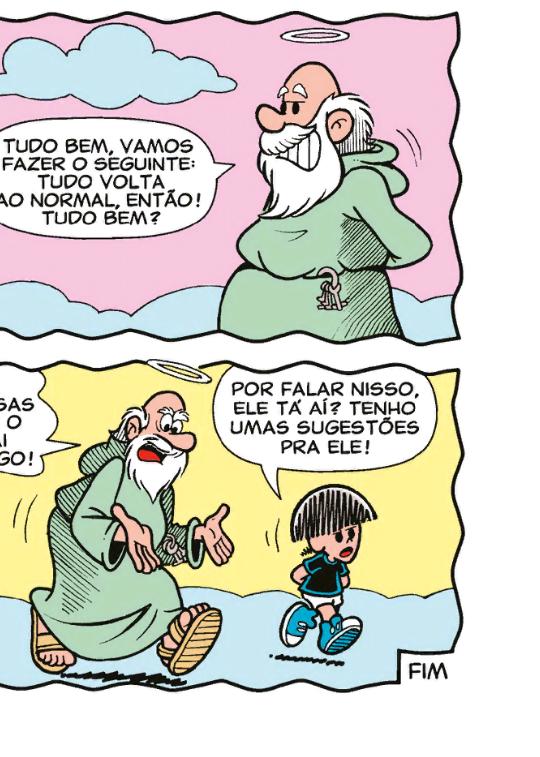 TUDO BEM, VAMOS
FAZER O SEGUINTE:
TUDO VOLTA
AO NORMAL, ENTÃO!
TUDO BEM?
O
POR FALAR NISSO,
ELE TÁ AÍ? TENHO
UMAS SUGESTÕES
PRA ELE!
FIM